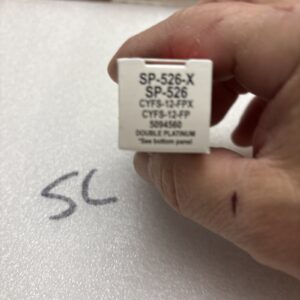 SP-526-X
SP-526
CYFS-12-FPX
CYFS-12-FP
5094560
DOUBLE PLATINUM
*See bottom panel
SC